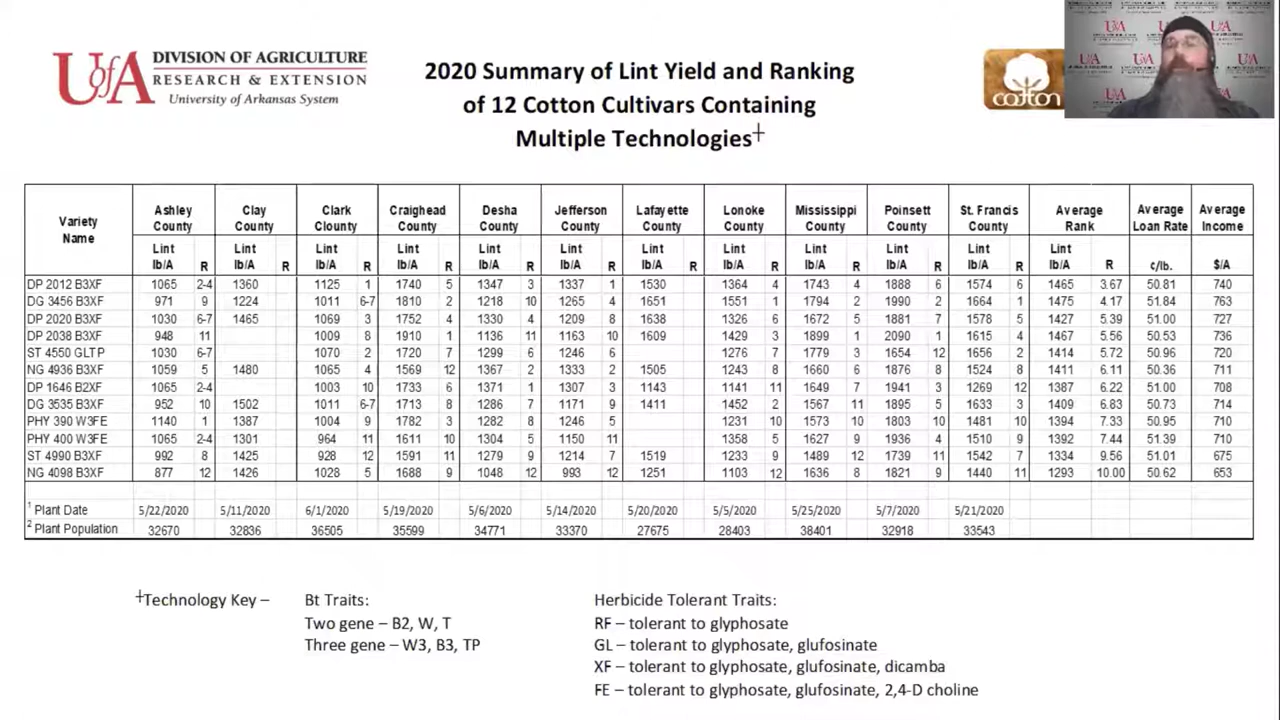 UofA DIVISION OF AGRICULTURE
RESEARCH & EXTENSION
University of Arkansas System
2020 Summary of Lint Yield and Ranking
of 12 Cotton Cultivars Containing
Multiple Technologies┼
cotton
Variety Name Ashley County Clay County Clark Clounty Craighead County Desha County Jefferson County Lafayette County Lonoke County Mississippi County Poinsett County St. Francis County Average Rank Average Loan Rate Average Income
Lint lb/A R Lint lb/A R Lint lb/A R Lint lb/A R Lint lb/A R Lint lb/A R Lint lb/A R Lint lb/A R Lint lb/A R Lint lb/A R Lint lb/A R Lint lb/A R ¢/lb. $/A
DP 2012 B3XF 1065 2-4 1360 1125 1 1740 5 1347 3 1337 1 1530 1364 4 1743 4 1888 6 1574 6 1465 3.67 50.81 740
DG 3456 B3XF 971 9 1224 1011 6-7 1810 2 1218 10 1265 4 1651 1551 1 1794 2 1990 2 1664 1 1475 4.17 51.84 763
DP 2020 B3XF 1030 6-7 1465 1069 3 1752 4 1330 4 1209 8 1638 1326 6 1672 5 1881 7 1578 5 1427 5.39 51.00 727
DP 2038 B3XF 948 11 1009 8 1910 1 1136 11 1163 10 1609 1429 3 1899 1 2090 1 1615 4 1467 5.56 50.53 736
ST 4550 GLTP 1030 6-7 1070 2 1720 7 1299 6 1246 6 1276 7 1779 3 1654 12 1656 2 1414 5.72 50.96 720
NG 4936 B3XF 1059 5 1480 1065 4 1569 12 1367 2 1333 2 1505 1243 8 1660 6 1876 8 1524 8 1411 6.11 50.36 711
DP 1646 B2XF 1065 2-4 1003 10 1733 6 1371 1 1307 3 1143 1141 11 1649 7 1941 3 1269 12 1387 6.22 51.00 708
DG 3535 B3XF 952 10 1502 1011 6-7 1713 8 1286 7 1171 9 1411 1452 2 1567 11 1895 5 1633 3 1409 6.83 50.73 714
PHY 390 W3FE 1140 1 1387 1004 9 1782 3 1282 8 1246 5 1231 10 1573 10 1803 10 1481 10 1394 7.33 50.95 710
PHY 400 W3FE 1065 2-4 1301 964 11 1611 10 1304 5 1150 11 1358 5 1627 9 1936 4 1510 9 1392 7.44 51.39 710
ST 4990 B3XF 992 8 1425 928 12 1591 11 1279 9 1214 7 1519 1233 9 1489 12 1739 11 1542 7 1334 9.56 51.01 675
NG 4098 B3XF 877 12 1426 1028 5 1688 9 1048 12 993 12 1251 1103 12 1636 8 1821 9 1440 11 1293 10.00 50.62 653
1 Plant Date 5/22/2020 5/11/2020 6/1/2020 5/19/2020 5/6/2020 5/14/2020 5/20/2020 5/5/2020 5/25/2020 5/7/2020 5/21/2020
2 Plant Population 32670 32836 36505 35599 34771 33370 27675 28403 38401 32918 33543
┼Technology Key – Bt Traits: Herbicide Tolerant Traits:
Two gene – B2, W, T RF – tolerant to glyphosate
Three gene – W3, B3, TP GL – tolerant to glyphosate, glufosinate
XF – tolerant to glyphosate, glufosinate, dicamba
FE – tolerant to glyphosate, glufosinate, 2,4-D choline